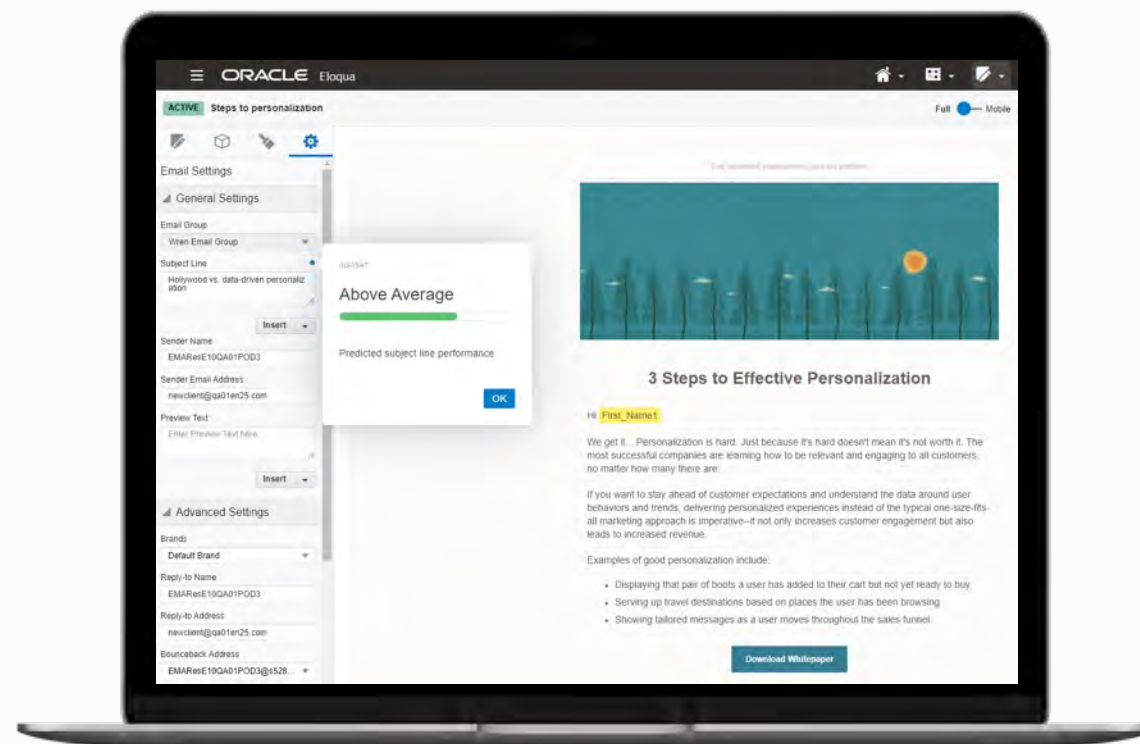 ORACLE Eloqua
ACTIVE Steps to personalization
Full Mobile
Email Settings
General Settings
Email Group
Wren Email Group
Subject Line
Hollywood vs. data-driven personaliz
ation
Insert
Sender Name
EMAResE10QA01POD3
Sender Email Address
newclient@qa01en25.com
Preview Text
Enter Preview Text here
Insert
Advanced Settings
Brands
Default Brand
Reply-to Name
EMAResE10QA01POD3
Reply-to Address
newclient@qa01en25.com
Bounceback Address
EMAResE10QA01POD3@s528...
INSIGHT
Above Average
Predicted subject line performance
OK
3 Steps to Effective Personalization
Hi First_Name1
We get it... Personalization is hard. Just because it's hard doesn't mean it's not worth it. The
most successful companies are learning how to be relevant and engaging to all customers,
no matter how many there are.
If you want to stay ahead of customer expectations and understand the data around user
behaviors and trends, delivering personalized experiences instead of the typical one-size-fits-
all marketing approach is imperative--it not only increases customer engagement but also
leads to increased revenue.
Examples of good personalization include:
• Displaying that pair of boots a user has added to their cart but not yet ready to buy
• Serving up travel destinations based on places the user has been browsing
• Showing tailored messages as a user moves throughout the sales funnel
Download Whitepaper